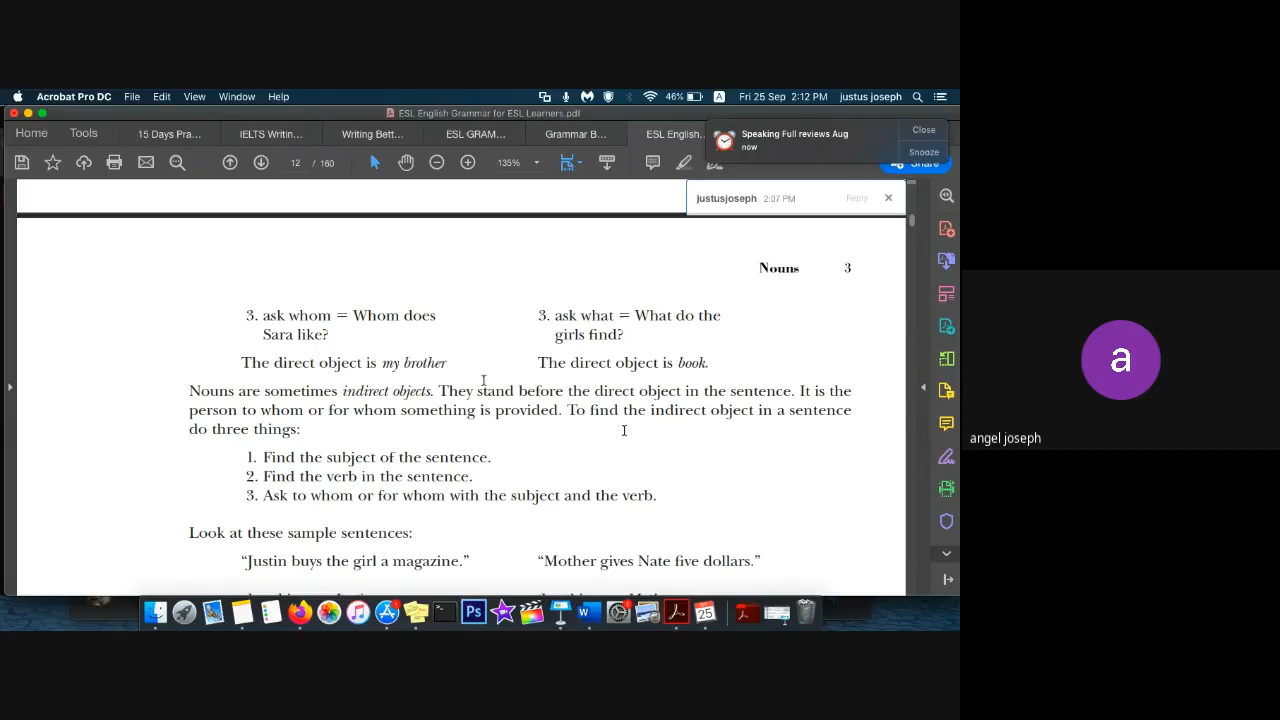 Acrobat Pro DC File Edit View Window Help 46% A Fri 25 Sep 2:12 PM justus joseph
ESL English Grammar for ESL Learners.pdf
Home Tools 15 Days Pra... IELTS Writin... Writing Bett... ESL GRAM... Grammar B... ESL English.
Speaking Full reviews Aug
now
Close
Snooze
12 / 160 135% Share
justusjoseph 2:07 PM Reply
Nouns 3
3. ask whom = Whom does
Sara like?
3. ask what = What do the
girls find?
The direct object is my brother
The direct object is book.
Nouns are sometimes indirect objects. They stand before the direct object in the sentence. It is the
person to whom or for whom something is provided. To find the indirect object in a sentence
do three things:
1. Find the subject of the sentence.
2. Find the verb in the sentence.
3. Ask to whom or for whom with the subject and the verb.
Look at these sample sentences:
“Justin buys the girl a magazine.”
“Mother gives Nate five dollars.”
Ps
W
25
a
angel joseph